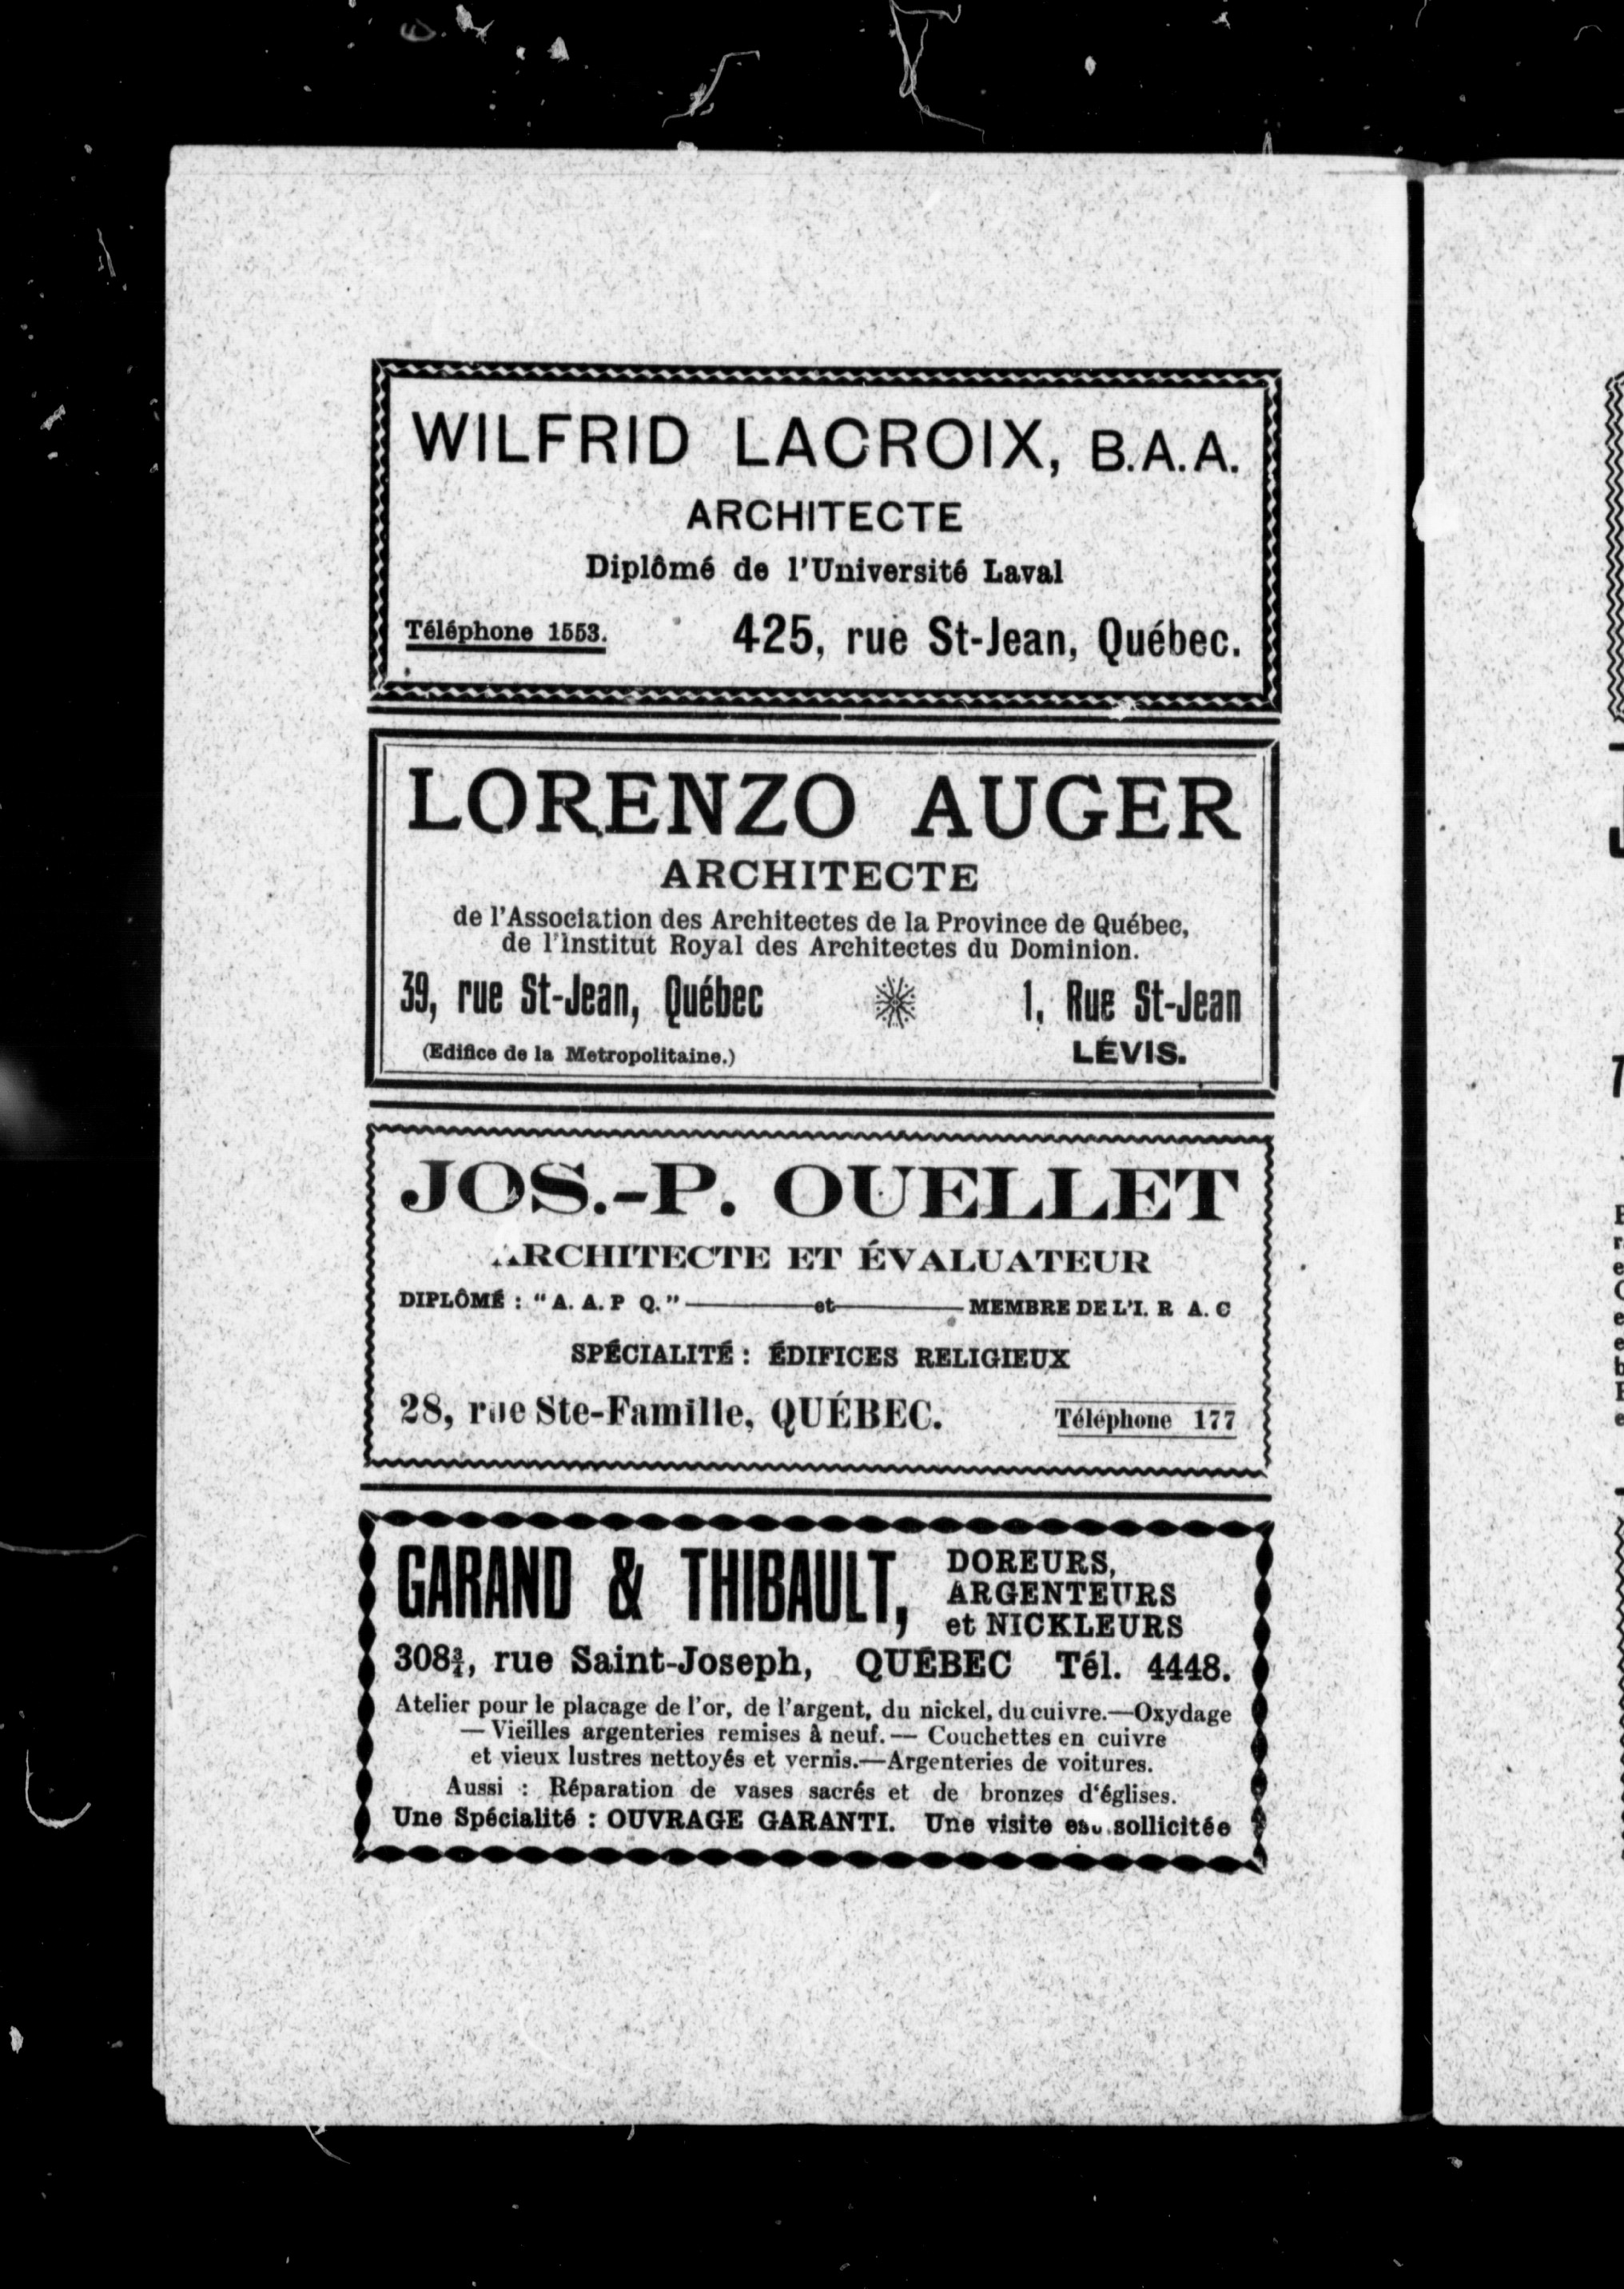 WILFRID LACROIX, B.A.A.
ARCHITECTE
Diplômé de l'Université Laval
Téléphone 1553. 425, rue St-Jean, Québec.
LORENZO AUGER
ARCHITECTE
de l'Association des Architectes de la Province de Québec,
de l'Institut Royal des Architectes du Dominion.
39, rue St-Jean, Québec 1, Rue St-Jean
(Edifice de la Metropolitaine.) LÉVIS.
JOS.-P. OUELLET
ARCHITECTE ET ÉVALUATEUR
DIPLÔMÉ : "A. A. P Q." — et — MEMBRE DE L'I. R A. C
SPÉCIALITÉ : ÉDIFICES RELIGIEUX
28, rue Ste-Famille, QUÉBEC. Téléphone 177
GARAND & THIBAULT, DOREURS,
ARGENTEURS
et NICKLEURS
308¾, rue Saint-Joseph, QUÉBEC Tél. 4448.
Atelier pour le placage de l'or, de l'argent, du nickel, du cuivre.—Oxydage
— Vieilles argenteries remises à neuf. — Couchettes en cuivre
et vieux lustres nettoyés et vernis.—Argenteries de voitures.
Aussi : Réparation de vases sacrés et de bronzes d'églises.
Une Spécialité : OUVRAGE GARANTI. Une visite est sollicitée